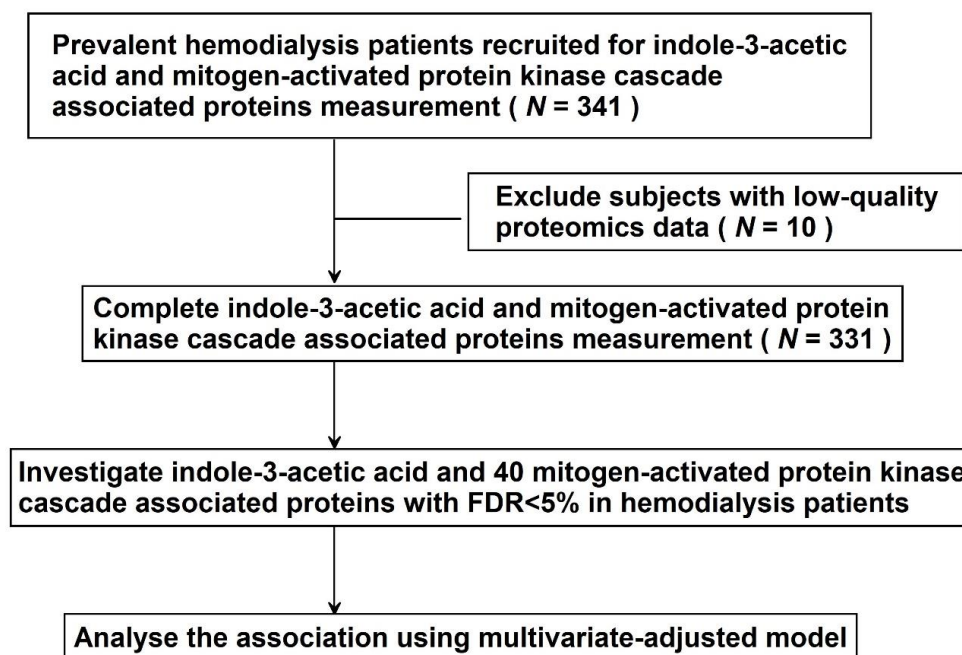 Prevalent hemodialysis patients recruited for indole-3-acetic
acid and mitogen-activated protein kinase cascade
associated proteins measurement ( N = 341 )
Exclude subjects with low-quality
proteomics data ( N = 10 )
Complete indole-3-acetic acid and mitogen-activated protein
kinase cascade associated proteins measurement ( N = 331 )
Investigate indole-3-acetic acid and 40 mitogen-activated protein kinase
cascade associated proteins with FDR<5% in hemodialysis patients
Analyse the association using multivariate-adjusted model